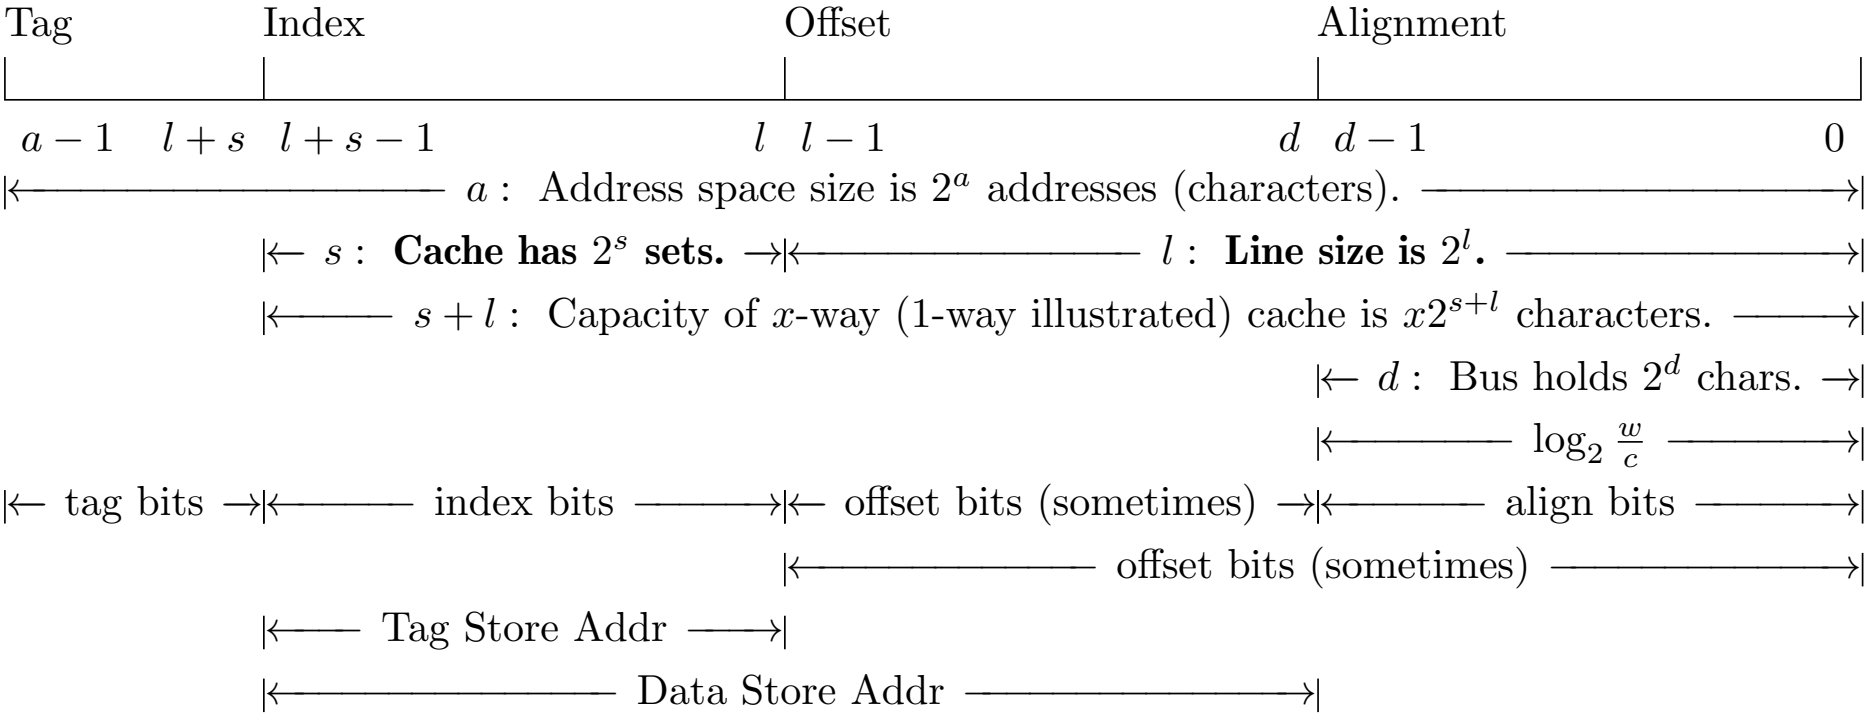 Tag Index Offset Alignment
a − 1 l + s l + s − 1 l l − 1 d d − 1 0
a : Address space size is 2^a addresses (characters).
s : Cache has 2^s sets. l : Line size is 2^l.
s + l : Capacity of x-way (1-way illustrated) cache is x2^{s+l} characters.
d : Bus holds 2^d chars.
log_2 w/c
tag bits index bits offset bits (sometimes) align bits
offset bits (sometimes)
Tag Store Addr
Data Store Addr